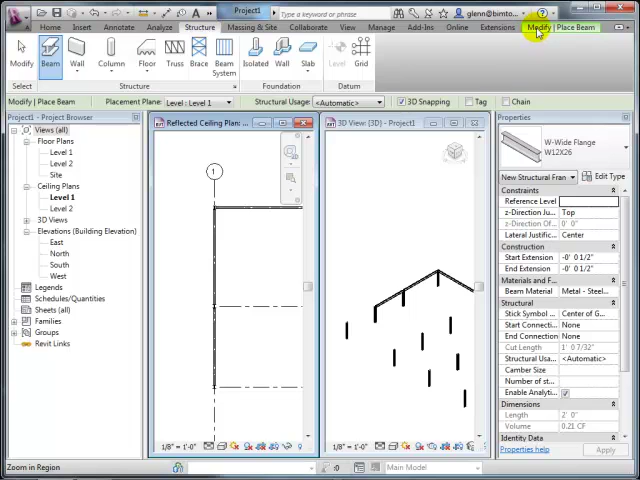 Project1
Type a keyword or phrase
glenn@bimto...
Home Insert Annotate Analyze Structure Massing & Site Collaborate View Manage Add-Ins Online Extensions Modify | Place Beam
Modify Beam Wall Column Floor Truss Brace Beam System Isolated Wall Slab Grid
Select Structure Foundation Datum
Modify | Place Beam Placement Plane: Level : Level 1 Structural Usage: <Automatic> 3D Snapping Tag Chain
Project1 - Project Browser
Views (all)
Floor Plans
Level 1
Level 2
Site
Ceiling Plans
Level 1
Level 2
3D Views
Elevations (Building Elevation)
East
North
South
West
Legends
Schedules/Quantities
Sheets (all)
Families
Groups
Revit Links
Reflected Ceiling Plan: ...
1
1/8" = 1'-0"
3D View: {3D} - Project1
1/8" = 1'-0"
Properties
W-Wide Flange
W12X26
New Structural Fran
Edit Type
Constraints
Reference Level
z-Direction Ju... Top
z-Direction Of... 0' 0"
Lateral Justific... Center
Construction
Start Extension -0' 0 1/2"
End Extension -0' 0 1/2"
Materials and F...
Beam Material Metal - Steel...
Structural
Stick Symbol ... Center of G...
Start Connecti... None
End Connectio... None
Cut Length 1' 0 7/32"
Structural Usa... <Automatic>
Camber Size
Number of st...
Enable Analyti...
Dimensions
Length 2' 0"
Volume 0.21 CF
Identity Data
Properties help
Apply
Zoom in Region
:0
Main Model